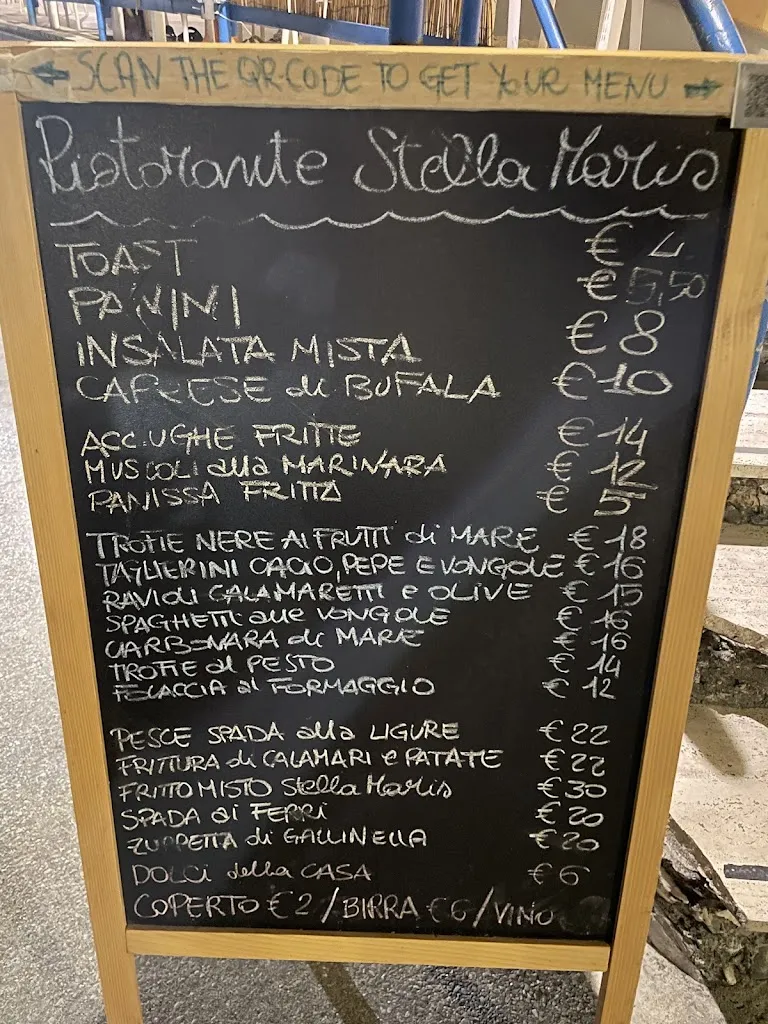 ← SCAN THE QR-CODE TO GET YOUR MENU →
Ristorante Stella Maris
TOAST € 4
PANINI € 5,50
INSALATA MISTA € 8
CAPRESE di BUFALA € 10
ACCIUGHE FRITTE € 14
MUSCOLI alla MARINARA € 12
PANISSA FRITTA € 5
TROFIE NERE AI FRUTTI di MARE € 18
TAGLIERINI CACIO, PEPE E VONGOLE € 16
RAVIOLI CALAMARETTI e OLIVE € 15
SPAGHETTI alle VONGOLE € 16
CARBONARA di MARE € 16
TROFIE al PESTO € 14
FOCACCIA al FORMAGGIO € 12
PESCE SPADA alla LIGURE € 22
FRITTURA di CALAMARI e PATATE € 22
FRITTO MISTO Stella Maris € 30
SPADA ai FERRI € 20
ZUPPETTA di GALLINELLA € 20
DOLCI della CASA € 6
COPERTO € 2 / BIRRA € 6 / VINO